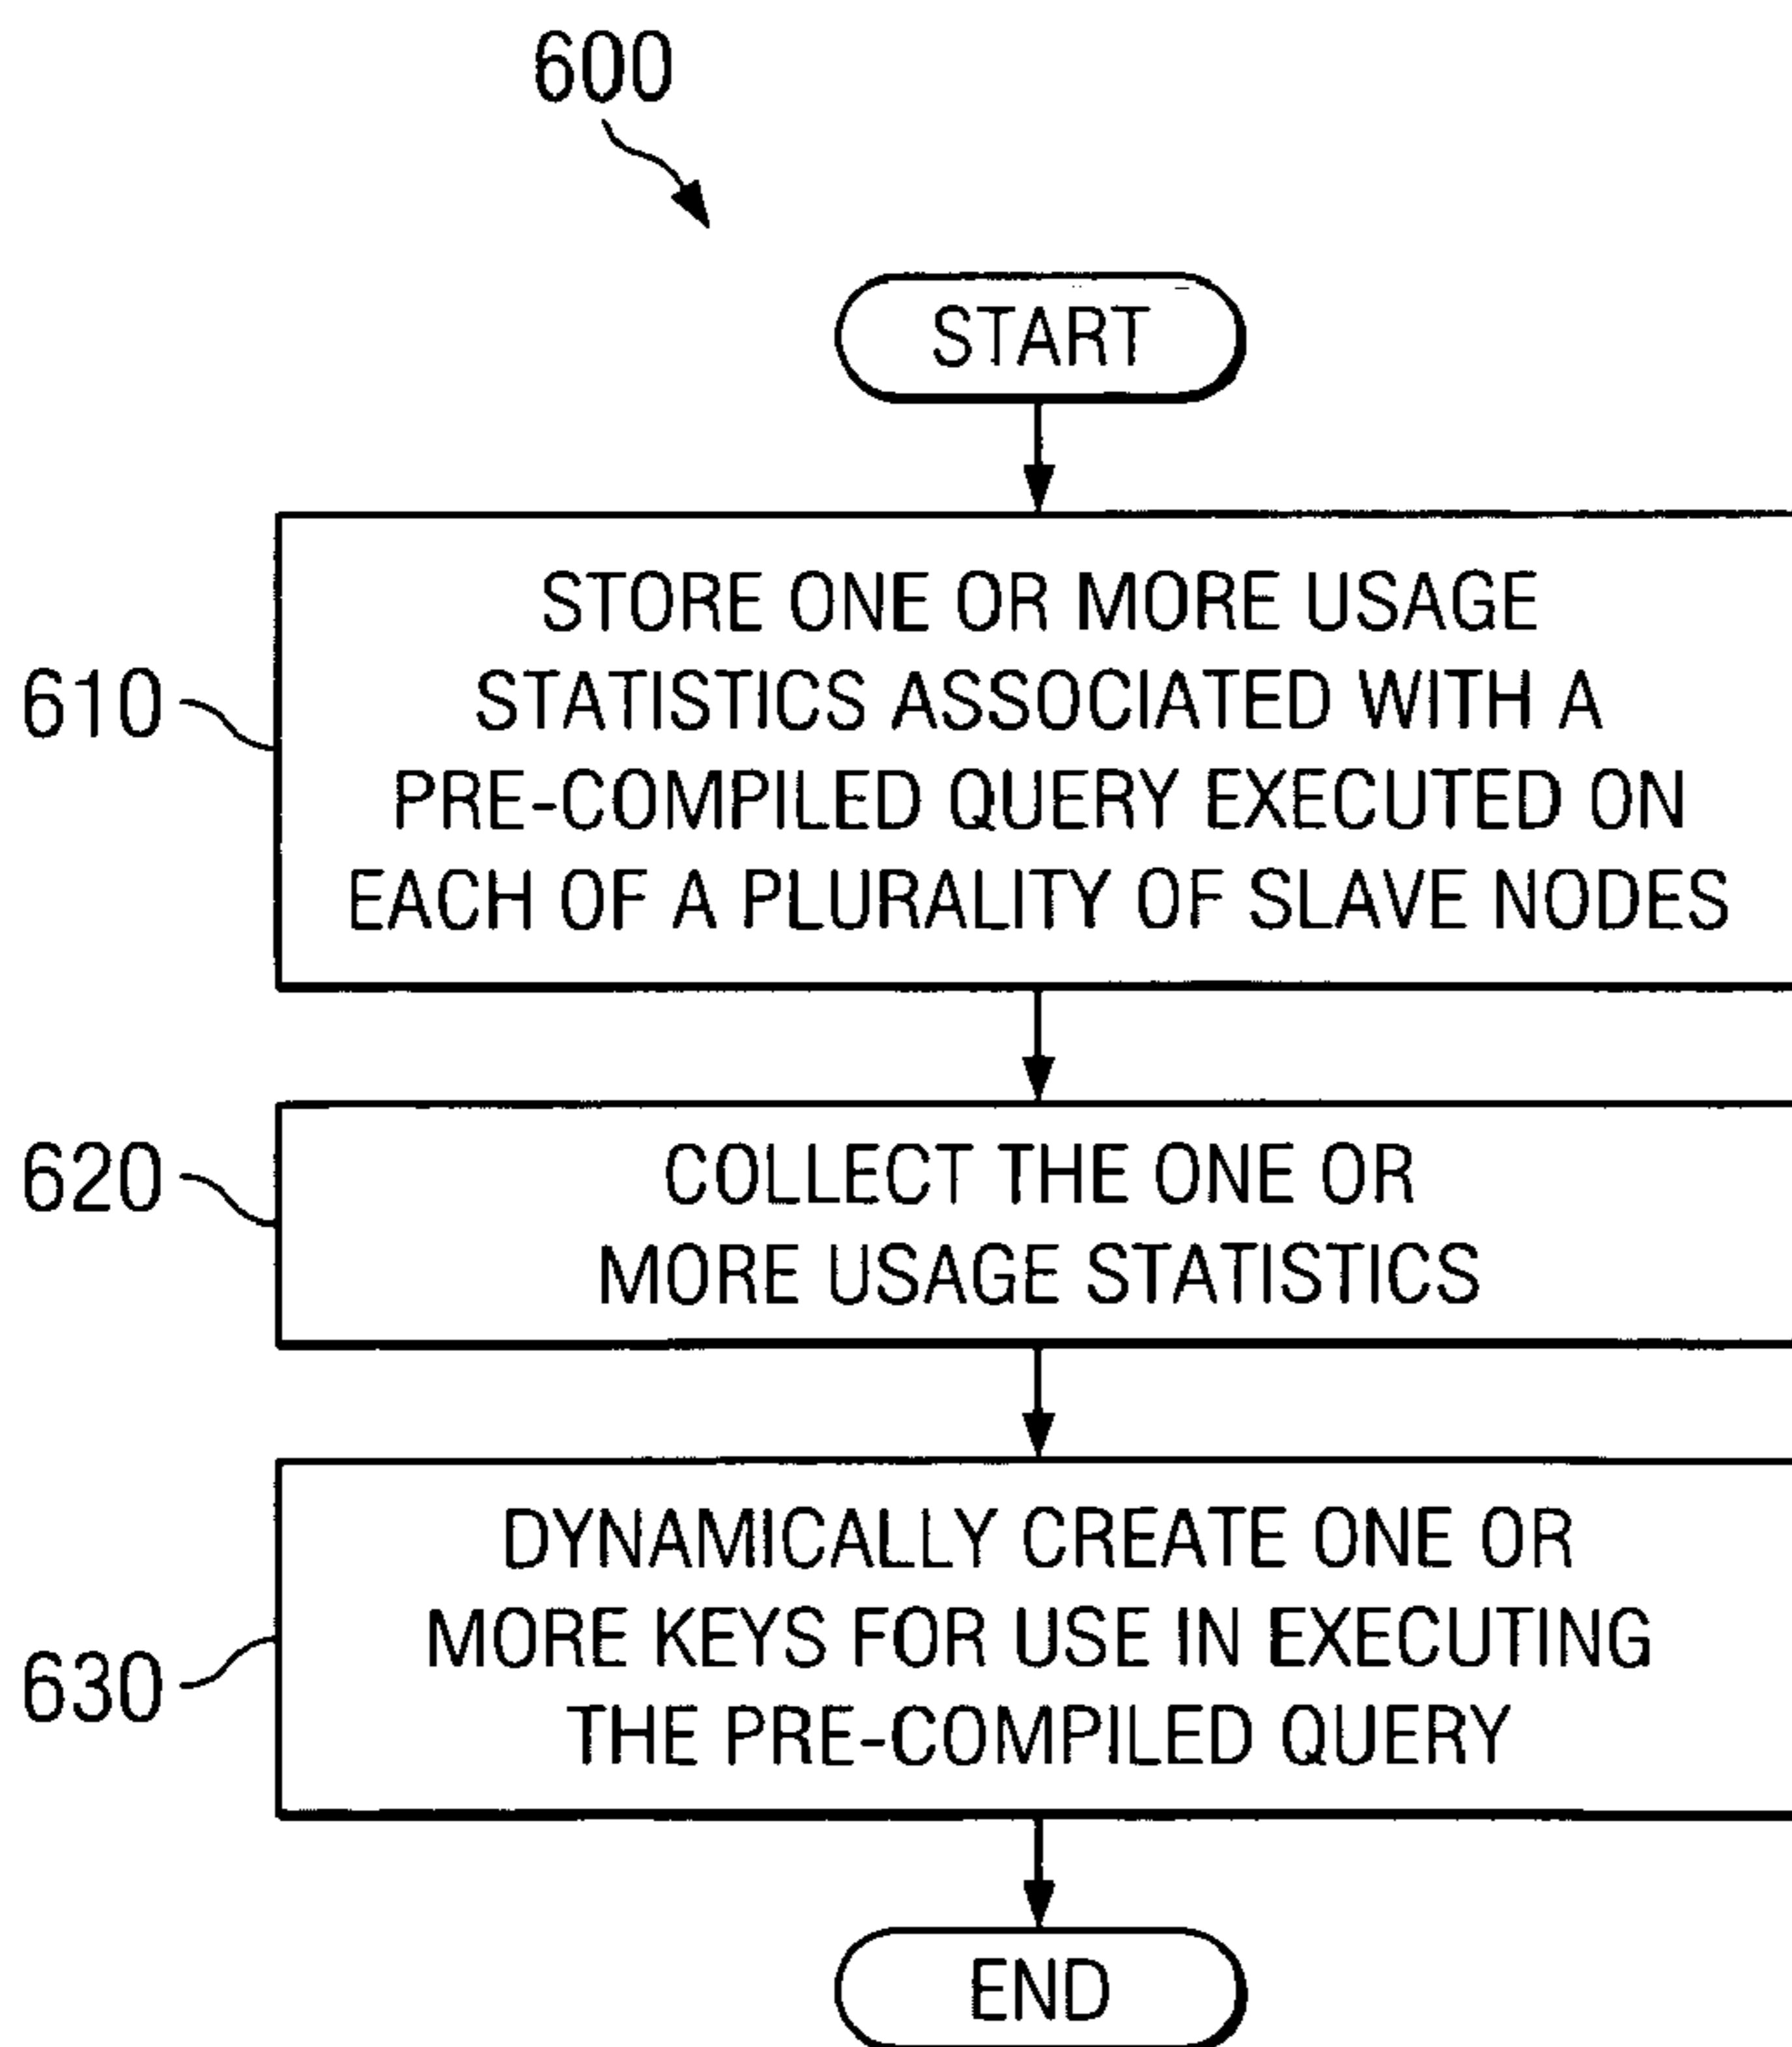 600
START
610
STORE ONE OR MORE USAGE
STATISTICS ASSOCIATED WITH A
PRE-COMPILED QUERY EXECUTED ON
EACH OF A PLURALITY OF SLAVE NODES
620
COLLECT THE ONE OR
MORE USAGE STATISTICS
630
DYNAMICALLY CREATE ONE OR
MORE KEYS FOR USE IN EXECUTING
THE PRE-COMPILED QUERY
END